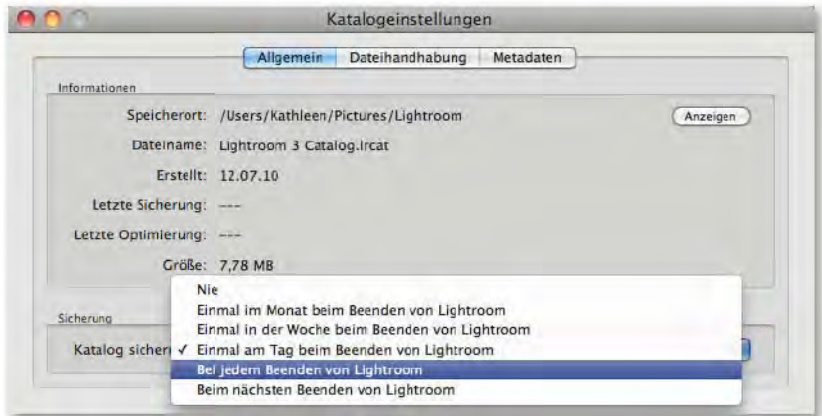 Katalogeinstellungen
Allgemein Dateihandhabung Metadaten
Informationen
Speicherort: /Users/Kathleen/Pictures/Lightroom Anzeigen
Dateiname: Lightroom 3 Catalog.lrcat
Erstellt: 12.07.10
Letzte Sicherung: ---
Letzte Optimierung: ---
Größe: 7,78 MB
Nie
Einmal im Monat beim Beenden von Lightroom
Sicherung
Einmal in der Woche beim Beenden von Lightroom
Katalog sichern ✓ Einmal am Tag beim Beenden von Lightroom
Bei jedem Beenden von Lightroom
Beim nächsten Beenden von Lightroom